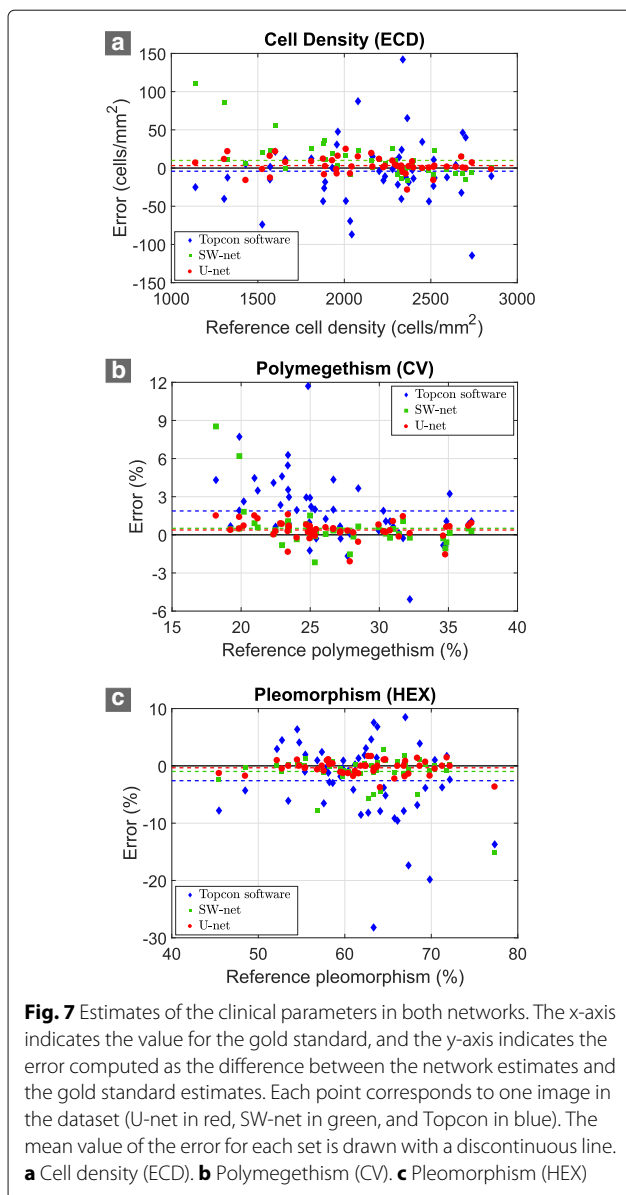 a
Cell Density (ECD)
150
100
50
0
-50
-100
-150
Error (cells/mm²)
Topcon software
SW-net
U-net
1000 1500 2000 2500 3000
Reference cell density (cells/mm²)
b
Polymegethism (CV)
12
9
6
3
0
-3
-6
Error (%)
Topcon software
SW-net
U-net
15 20 25 30 35 40
Reference polymegethism (%)
c
Pleomorphism (HEX)
10
0
-10
-20
-30
Error (%)
Topcon software
SW-net
U-net
40 50 60 70 80
Reference pleomorphism (%)
Fig. 7 Estimates of the clinical parameters in both networks. The x-axis
indicates the value for the gold standard, and the y-axis indicates the
error computed as the difference between the network estimates and
the gold standard estimates. Each point corresponds to one image in
the dataset (U-net in red, SW-net in green, and Topcon in blue). The
mean value of the error for each set is drawn with a discontinuous line.
a Cell density (ECD). b Polymegethism (CV). c Pleomorphism (HEX)